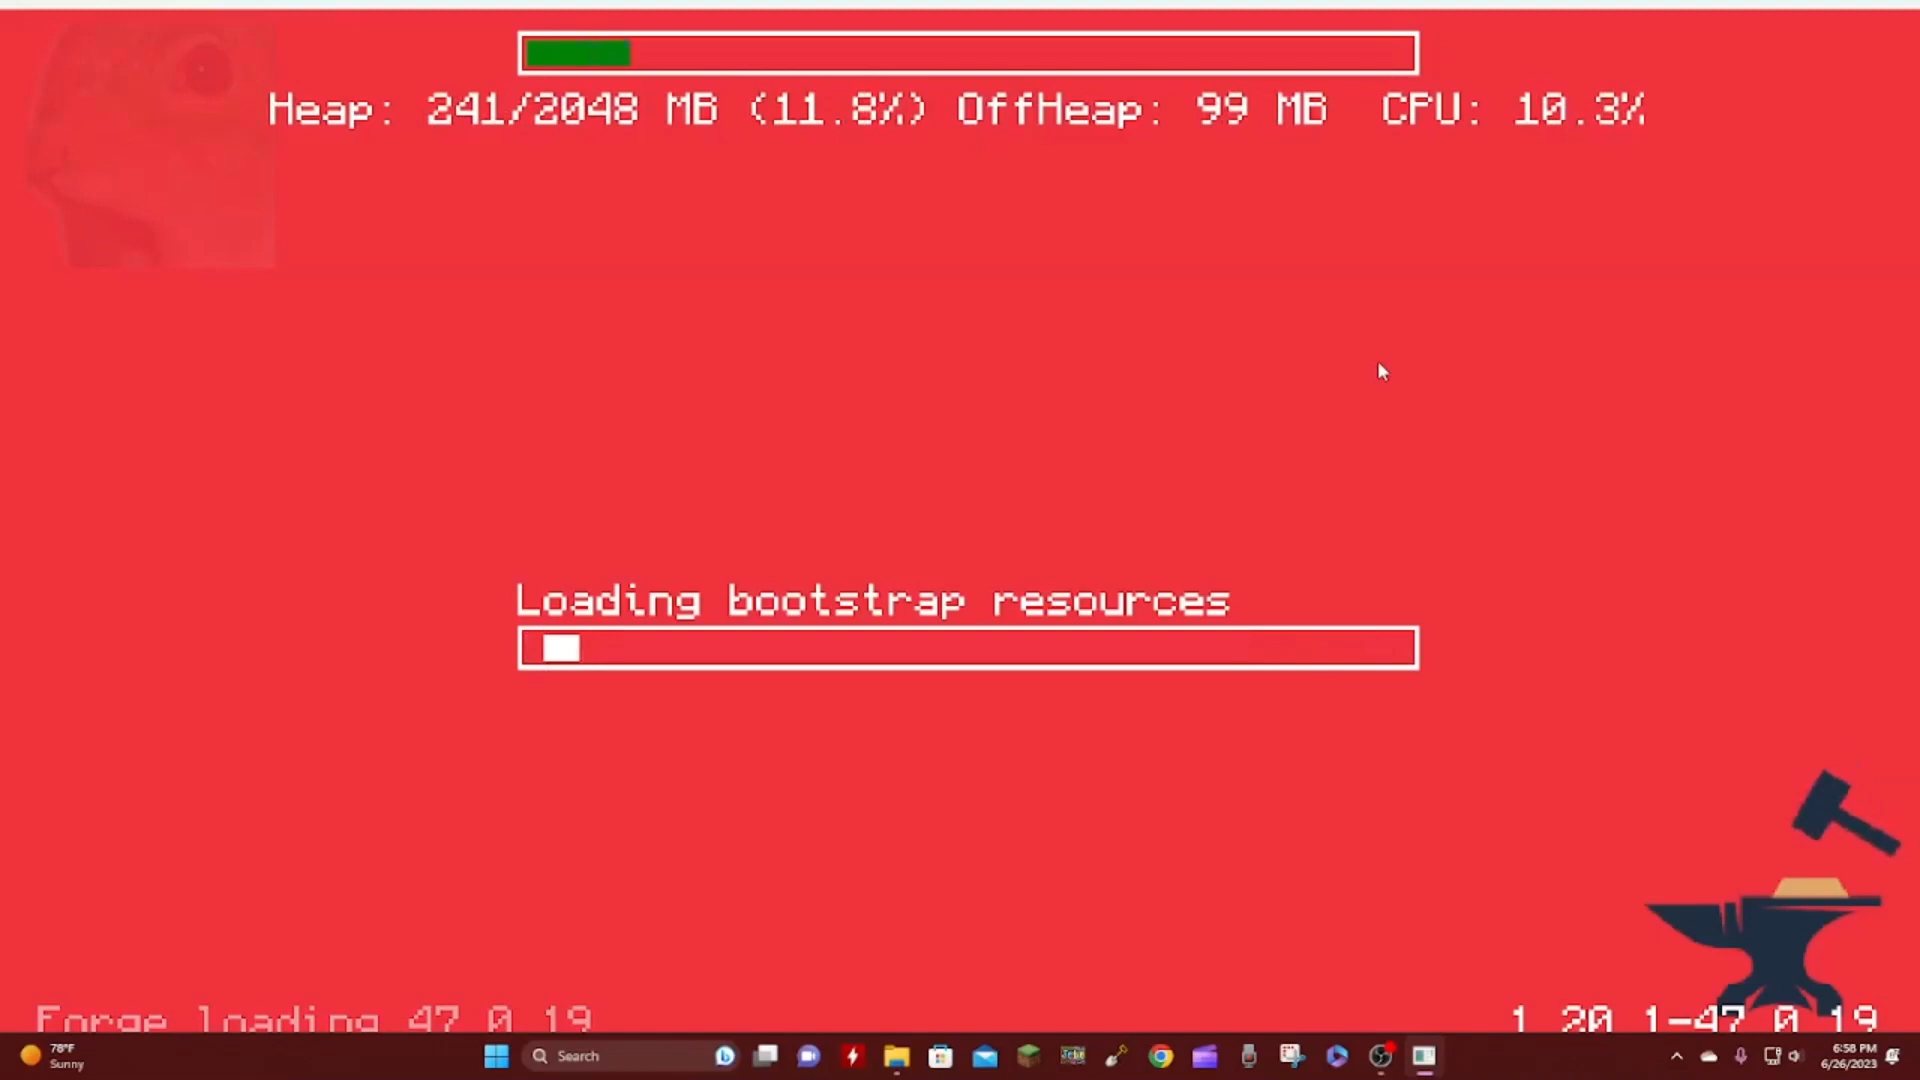 Heap: 241/2048 MB (11.8%) OffHeap: 99 MB CPU: 10.3%
Loading bootstrap resources
Forge loading 47.0.19
1.20.1-47.0.19
78°F
Sunny
Search
6:58 PM
6/26/2023